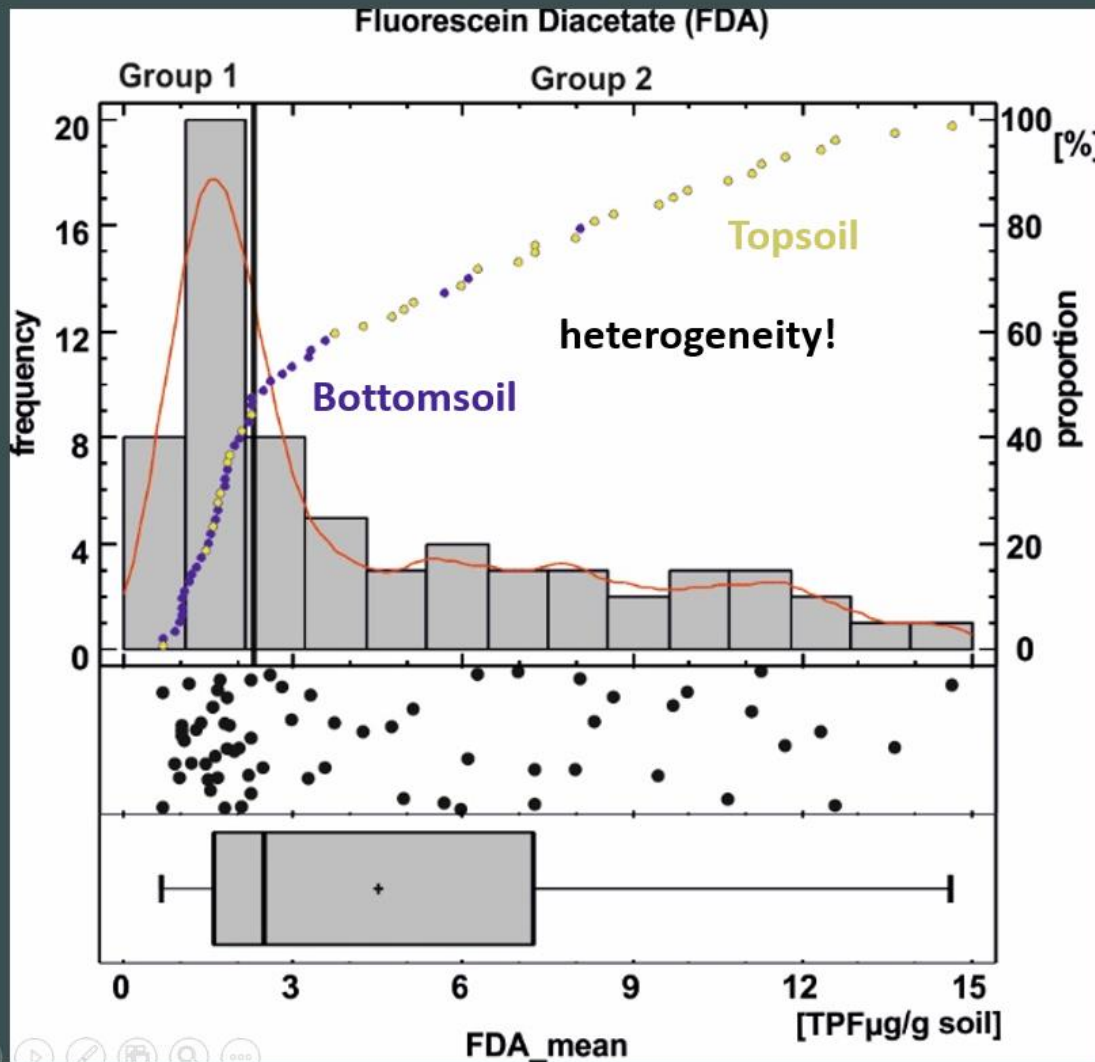 Fluorescein Diacetate (FDA)
Group 1 Group 2
20 100
[%]
16 80
Topsoil
12 60
heterogeneity!
Bottomsoil
frequency
proportion
8 40
4 20
0 0
0 3 6 9 12 15
[TPFµg/g soil]
FDA_mean